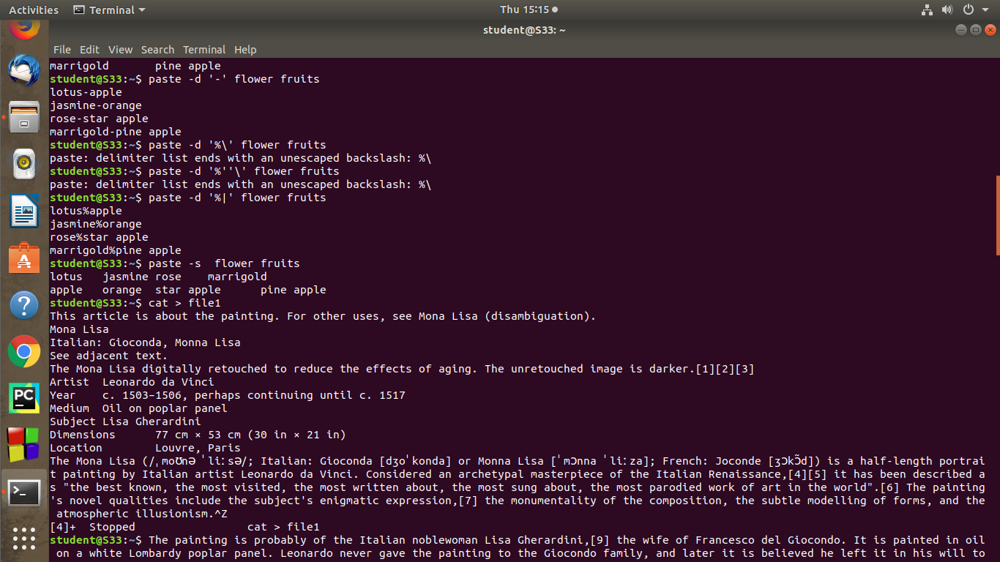 Activities Terminal Thu 15:15
student@S33: ~
File Edit View Search Terminal Help
marrigold pine apple
student@S33:~$ paste -d '-' flower fruits
lotus-apple
jasmine-orange
rose-star apple
marrigold-pine apple
student@S33:~$ paste -d '%\' flower fruits
paste: delimiter list ends with an unescaped backslash: %\
student@S33:~$ paste -d '%''\' flower fruits
paste: delimiter list ends with an unescaped backslash: %\
student@S33:~$ paste -d '%|' flower fruits
lotus%apple
jasmine%orange
rose%star apple
marrigold%pine apple
student@S33:~$ paste -s  flower fruits
lotus jasmine rose marrigold
apple orange star apple pine apple
student@S33:~$ cat > file1
This article is about the painting. For other uses, see Mona Lisa (disambiguation).
Mona Lisa
Italian: Gioconda, Monna Lisa
See adjacent text.
The Mona Lisa digitally retouched to reduce the effects of aging. The unretouched image is darker.[1][2][3]
Artist Leonardo da Vinci
Year c. 1503–1506, perhaps continuing until c. 1517
Medium Oil on poplar panel
Subject Lisa Gherardini
Dimensions 77 cm × 53 cm (30 in × 21 in)
Location Louvre, Paris
The Mona Lisa (/ˌmoʊnə ˈliːsə/; Italian: Gioconda [dʒoˈkonda] or Monna Lisa [ˈmɔnna ˈliːza]; French: Joconde [ʒɔkɔ̃d]) is a half-length portrai
t painting by Italian artist Leonardo da Vinci. Considered an archetypal masterpiece of the Italian Renaissance,[4][5] it has been described a
s "the best known, the most visited, the most written about, the most sung about, the most parodied work of art in the world".[6] The painting
's novel qualities include the subject's enigmatic expression,[7] the monumentality of the composition, the subtle modelling of forms, and the
atmospheric illusionism.^Z
[4]+ Stopped cat > file1
student@S33:~$ The painting is probably of the Italian noblewoman Lisa Gherardini,[9] the wife of Francesco del Giocondo. It is painted in oil
on a white Lombardy poplar panel. Leonardo never gave the painting to the Giocondo family, and later it is believed he left it in his will to
PC